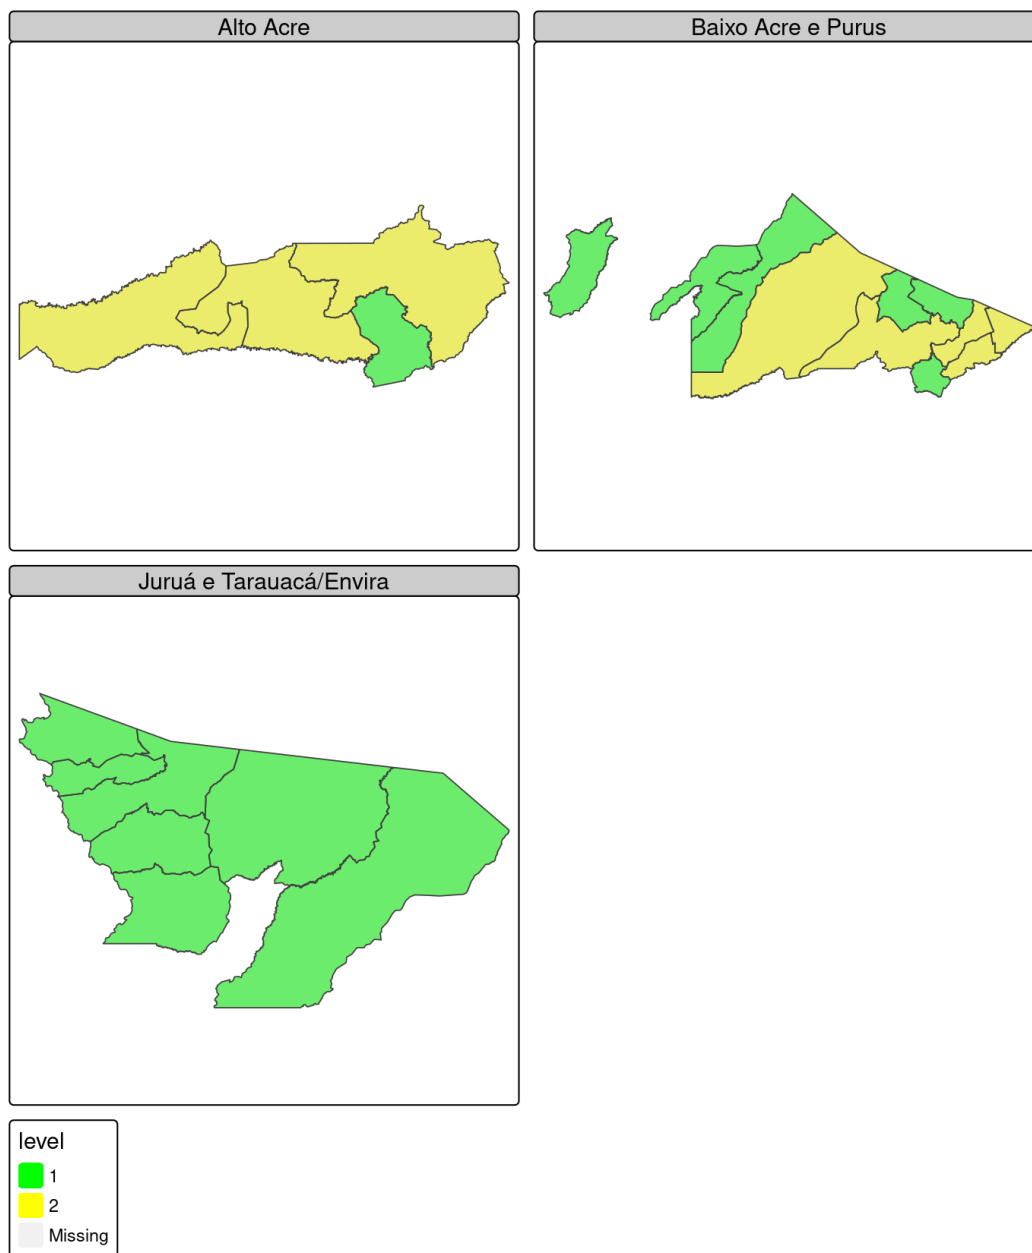 Alto Acre
Baixo Acre e Purus
Juruá e Tarauacá/Envira
level
1
2
Missing